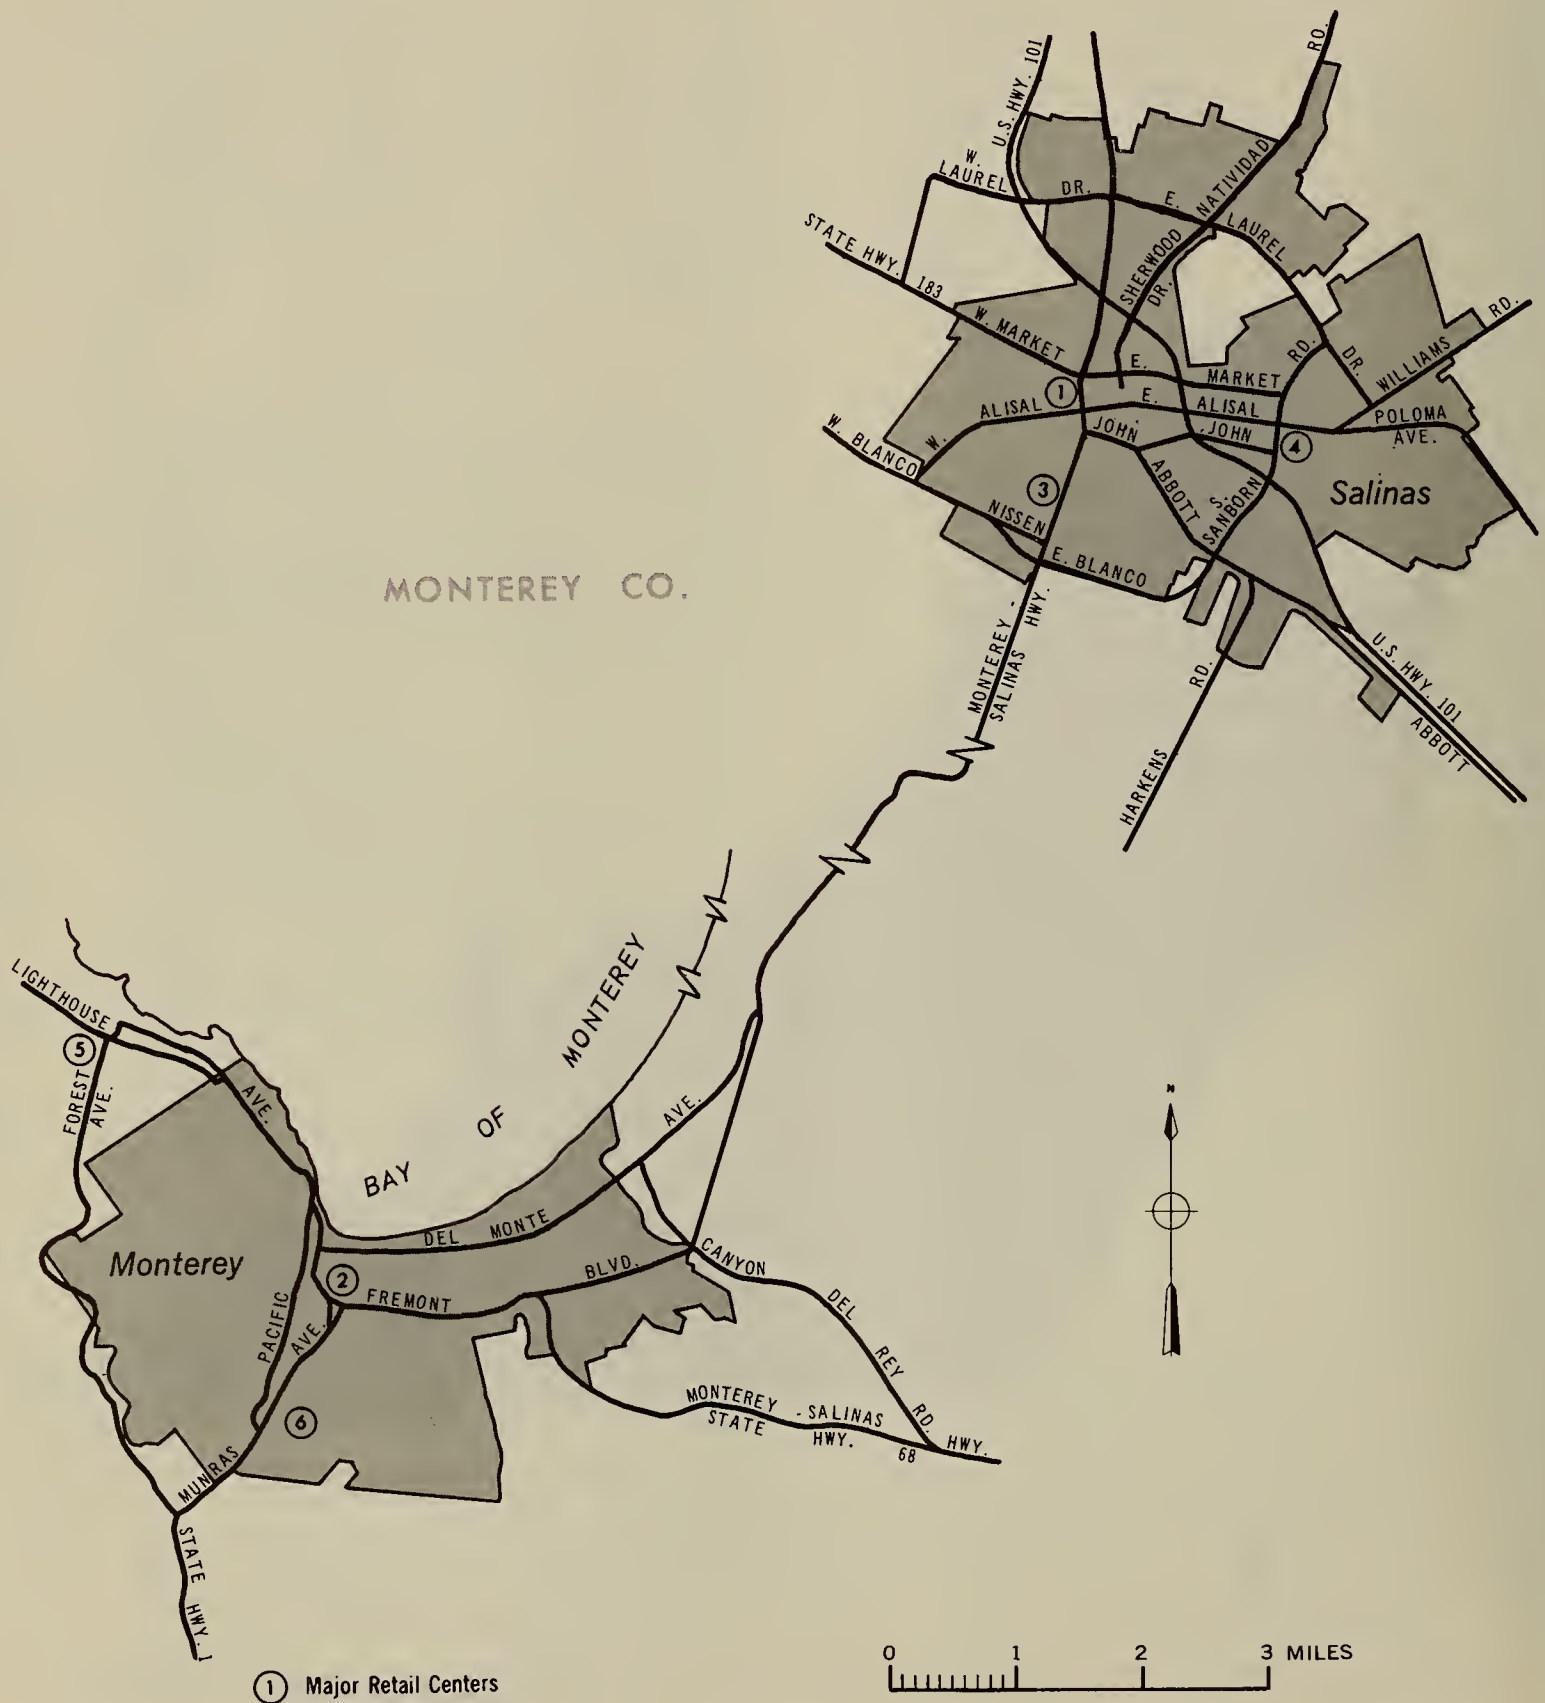 U.S. HWY. 101
RD.
NATIVIDAD
W. LAUREL DR.
E. LAUREL DR.
SHERWOOD DR.
STATE HWY. 183
W. MARKET
E. MARKET
RD.
WILLIAMS RD.
1
W. ALISAL
E. ALISAL
POLOMA AVE.
JOHN
JOHN
4
W. BLANCO
3
ABBOTT
S. SANBORN
Salinas
NISSEN
E. BLANCO
MONTEREY CO.
MONTEREY - SALINAS HWY.
U.S. HWY. 101
ABBOTT
HARKENS RD.
BAY OF MONTEREY
LIGHTHOUSE AVE.
5
FOREST AVE.
DEL MONTE AVE.
Monterey
2
FREMONT BLVD.
CANYON DEL REY RD.
PACIFIC
MUNRAS AVE.
6
MONTEREY - SALINAS HWY.
STATE HWY. 68
STATE HWY. 1
N
0 1 2 3 MILES
1 Major Retail Centers